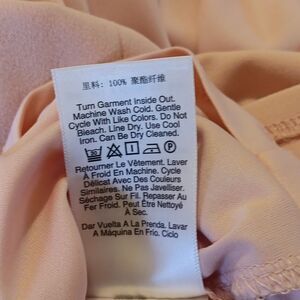 里料: 100% 聚酯纤维
Turn Garment Inside Out.
Machine Wash Cold. Gentle
Cycle With Like Colors. Do Not
Bleach. Line Dry. Use Cool
Iron. Can Be Dry Cleaned.
Retourner Le Vêtement. Laver
À Froid En Machine. Cycle
Délicat Avec Des Couleurs
Similaires. Ne Pas Javelliser.
Séchage Sur Fil. Repasser Au
Fer Froid. Peut Être Nettoyé
À Sec.
Dar Vuelta A La Prenda. Lavar
A Máquina En Frio. Ciclo